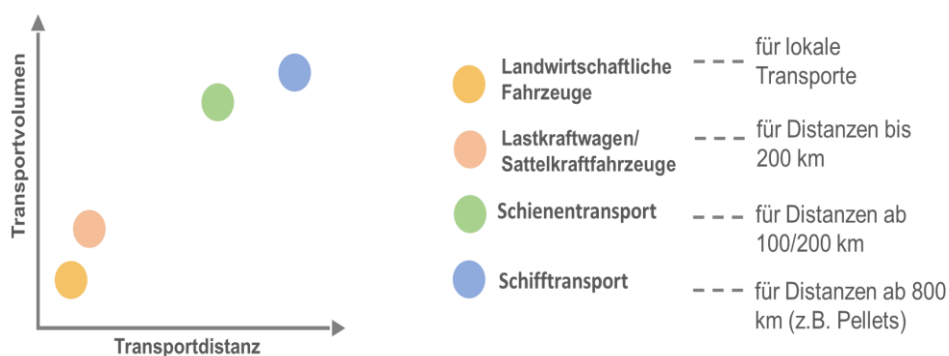 Transportvolumen
Transportdistanz
Landwirtschaftliche
Fahrzeuge
für lokale
Transporte
Lastkraftwagen/
Sattelkraftfahrzeuge
für Distanzen bis
200 km
Schienentransport
für Distanzen ab
100/200 km
Schifftransport
für Distanzen ab 800
km (z.B. Pellets)